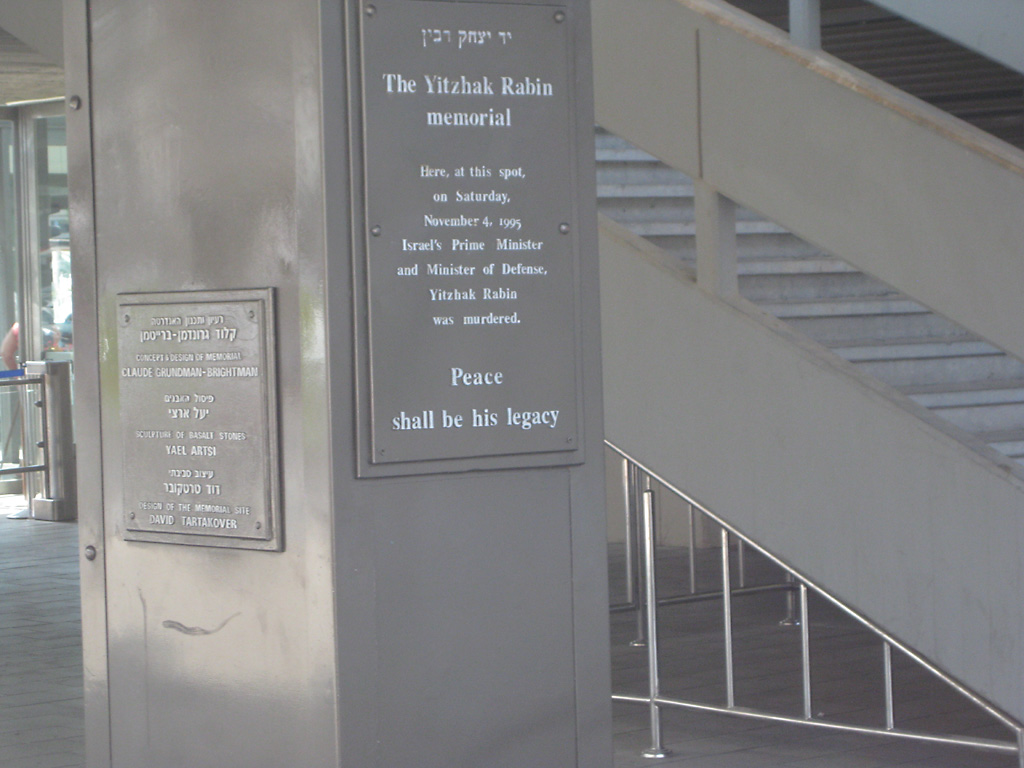 יד יצחק רבין
The Yitzhak Rabin
memorial
Here, at this spot,
on Saturday,
November 4, 1995
Israel's Prime Minister
and Minister of Defense,
Yitzhak Rabin
was murdered.
Peace
shall be his legacy
רעיון ותכנון האנדרטה
קלוד גרונדמן-ברייטמן
CONCEPT & DESIGN OF MEMORIAL
CLAUDE GRUNDMAN-BRIGHTMAN
פיסול האבנים
יעל ארצי
SCULPTURE OF BASALT STONES
YAEL ARTSI
עיצוב סביבתי
דוד טרטקובר
DESIGN OF THE MEMORIAL SITE
DAVID TARTAKOVER